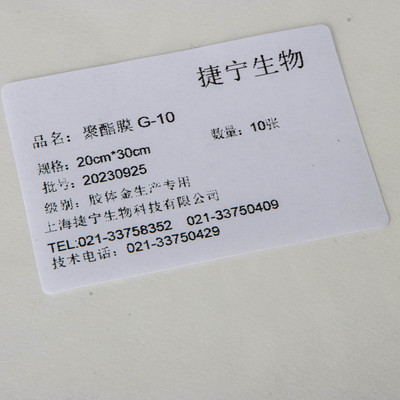 捷宁生物
品名：聚酯膜 G-10 数量：10张
规格：20cm*30cm
批号：20230925
级别：胶体金生产专用
上海捷宁生物科技有限公司
TEL:021-33758352 021-33750409
技术电话：021-33750429